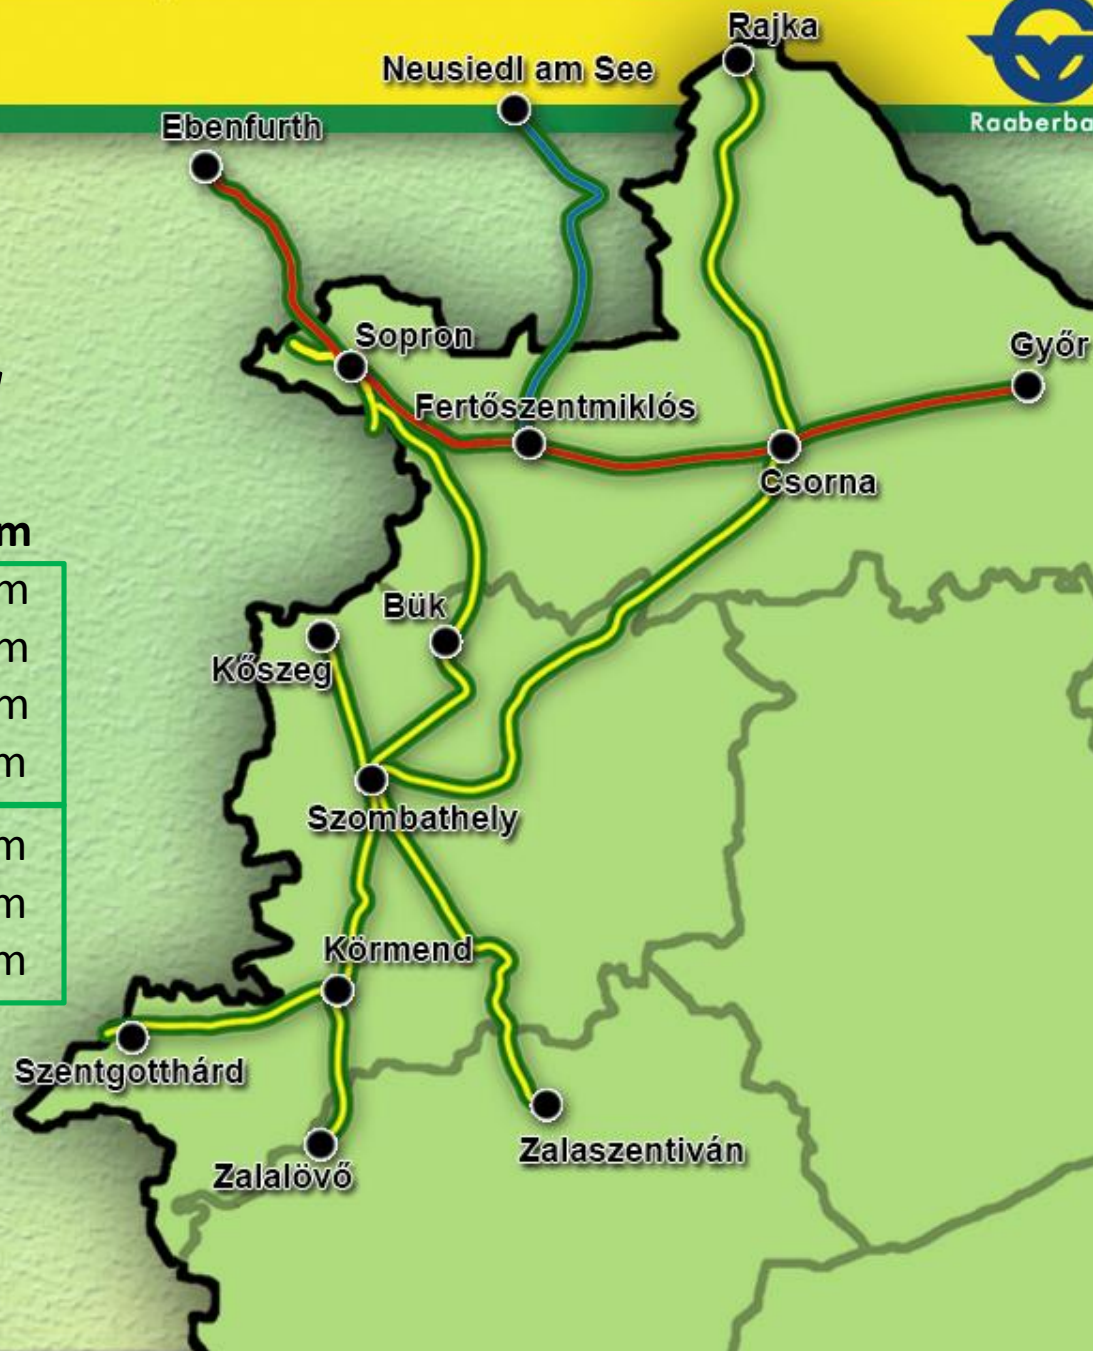 Rajka
Neusiedl am See
Ebenfurth
Raaberba
Sopron
Győr
Fertőszentmiklós
Csorna
m
m
m
m
m
m
m
m
Bük
Kőszeg
Szombathely
Körmend
Szentgotthárd
Zalaszentiván
Zalalövő